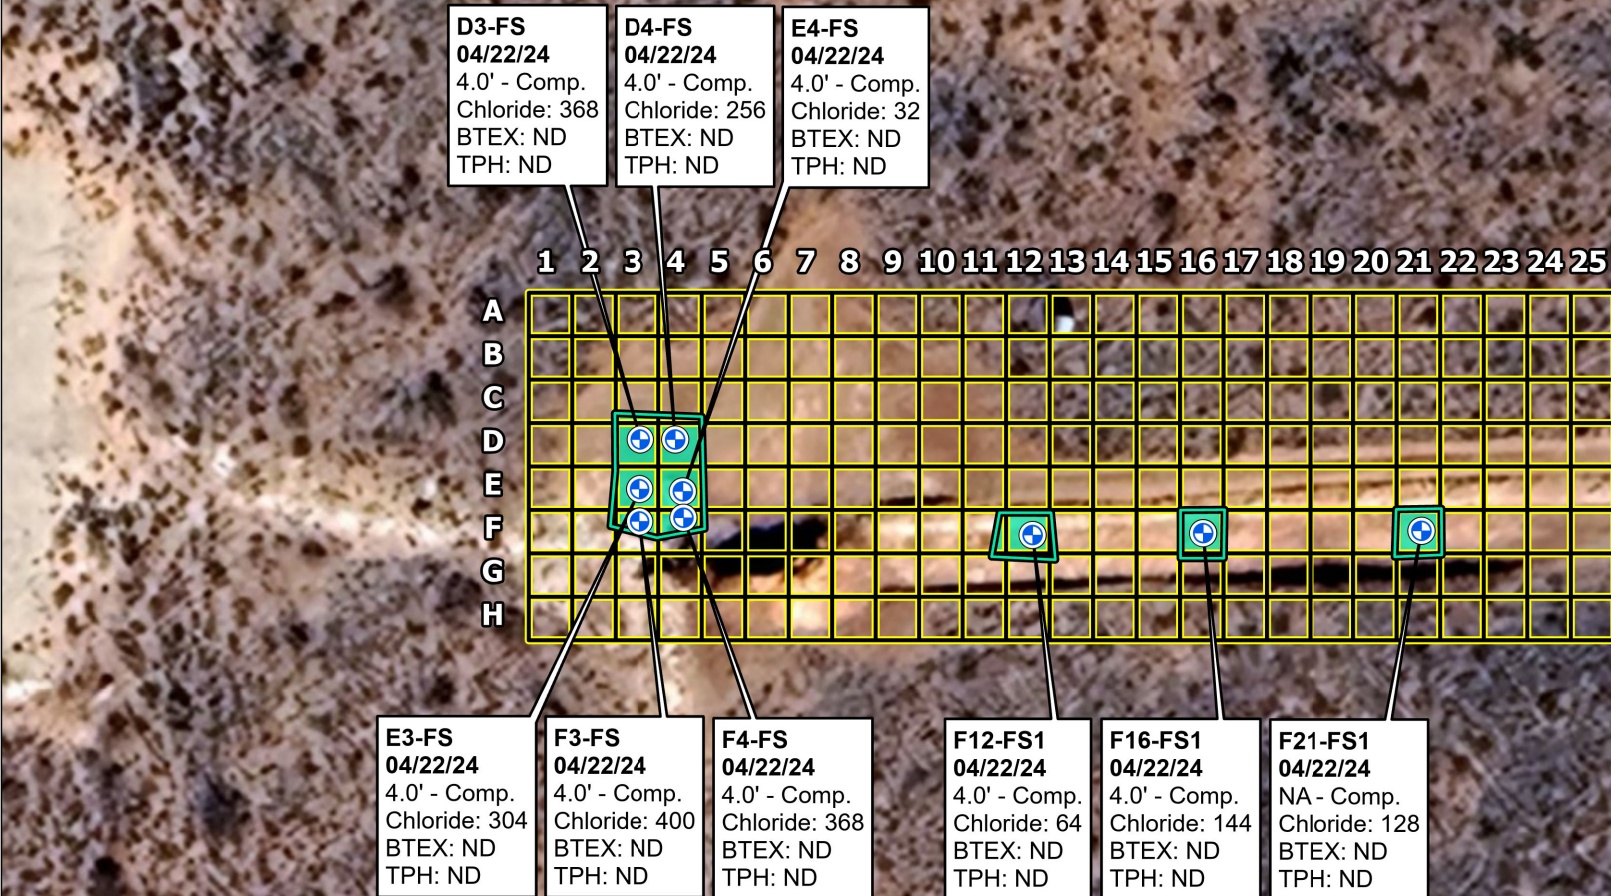 D3-FS
04/22/24
4.0' - Comp.
Chloride: 368
BTEX: ND
TPH: ND
D4-FS
04/22/24
4.0' - Comp.
Chloride: 256
BTEX: ND
TPH: ND
E4-FS
04/22/24
4.0' - Comp.
Chloride: 32
BTEX: ND
TPH: ND
1 2 3 4 5 6 7 8 9 10 11 12 13 14 15 16 17 18 19 20 21 22 23 24 25
A
B
C
D
E
F
G
H
E3-FS
04/22/24
4.0' - Comp.
Chloride: 304
BTEX: ND
TPH: ND
F3-FS
04/22/24
4.0' - Comp.
Chloride: 400
BTEX: ND
TPH: ND
F4-FS
04/22/24
4.0' - Comp.
Chloride: 368
BTEX: ND
TPH: ND
F12-FS1
04/22/24
4.0' - Comp.
Chloride: 64
BTEX: ND
TPH: ND
F16-FS1
04/22/24
4.0' - Comp.
Chloride: 144
BTEX: ND
TPH: ND
F21-FS1
04/22/24
NA - Comp.
Chloride: 128
BTEX: ND
TPH: ND